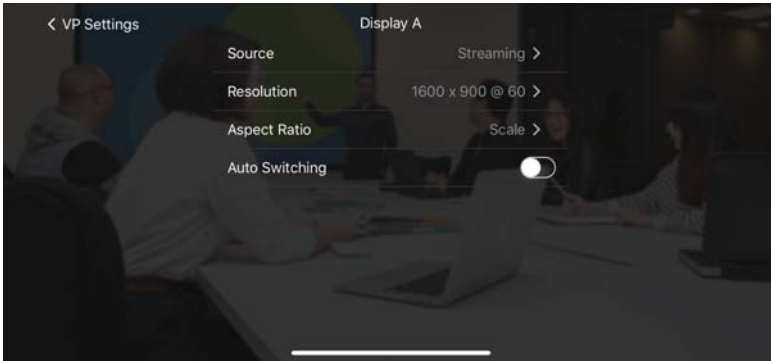 VP Settings
Display A
Source Streaming
Resolution 1600 x 900 @ 60
Aspect Ratio Scale
Auto Switching